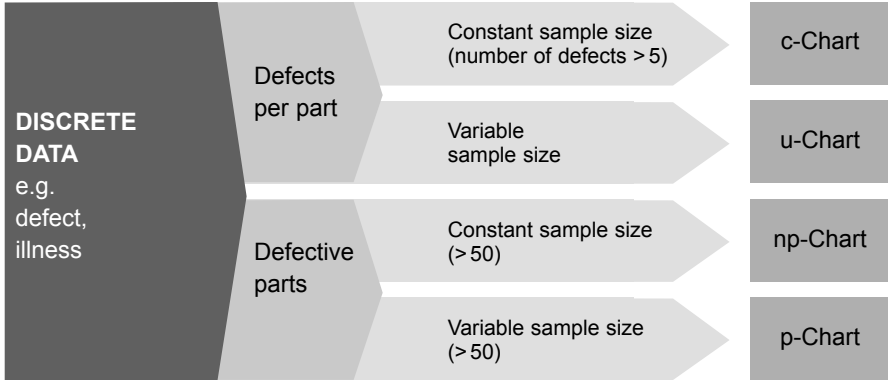 DISCRETE
DATA
e.g.
defect,
illness
Defects
per part
Constant sample size
(number of defects > 5)
c-Chart
Variable
sample size
u-Chart
Defective
parts
Constant sample size
(> 50)
np-Chart
Variable sample size
(> 50)
p-Chart